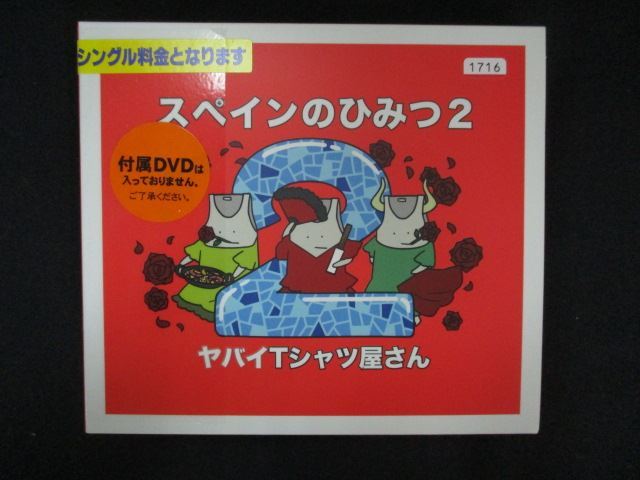 シングル料金となります
1716
スペインのひみつ2
付属DVDは
入っておりません。
ご了承ください。
2
ヤバイTシャツ屋さん